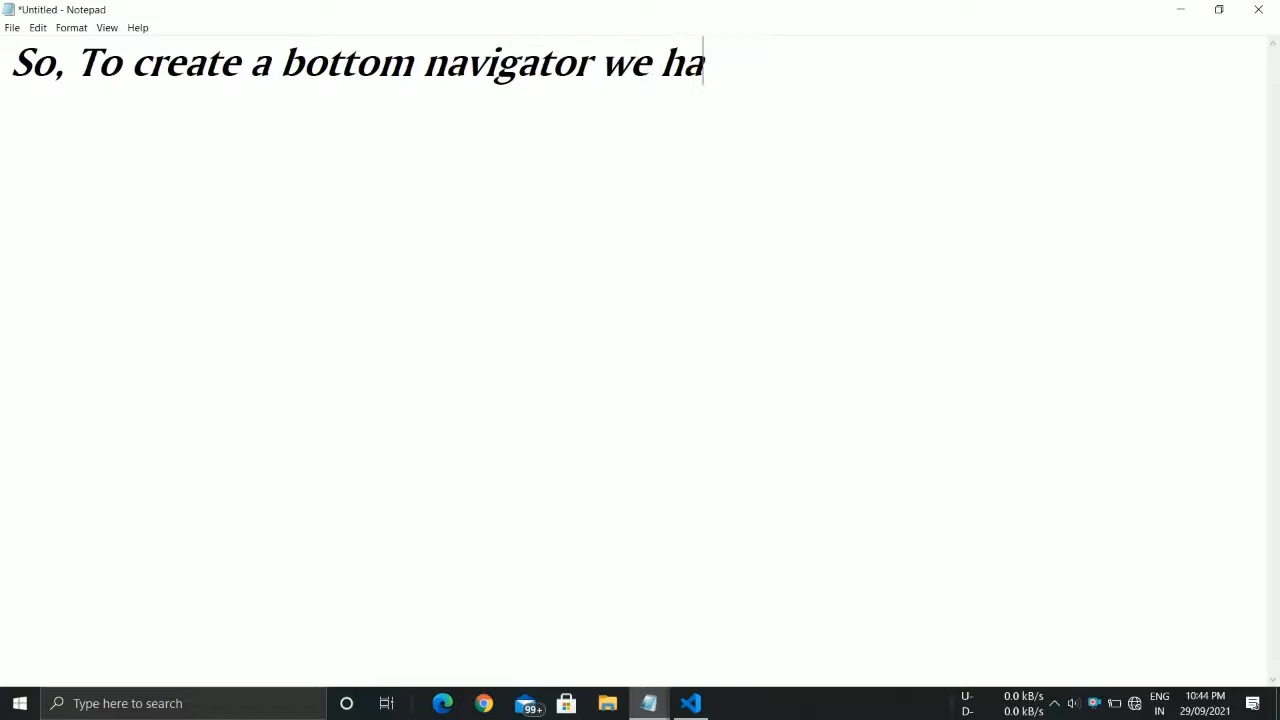 *Untitled - Notepad
File Edit Format View Help
So, To create a bottom navigator we ha
Type here to search
99+
U- 0.0 kB/s
D- 0.0 kB/s
ENG
IN
10:44 PM
29/09/2021